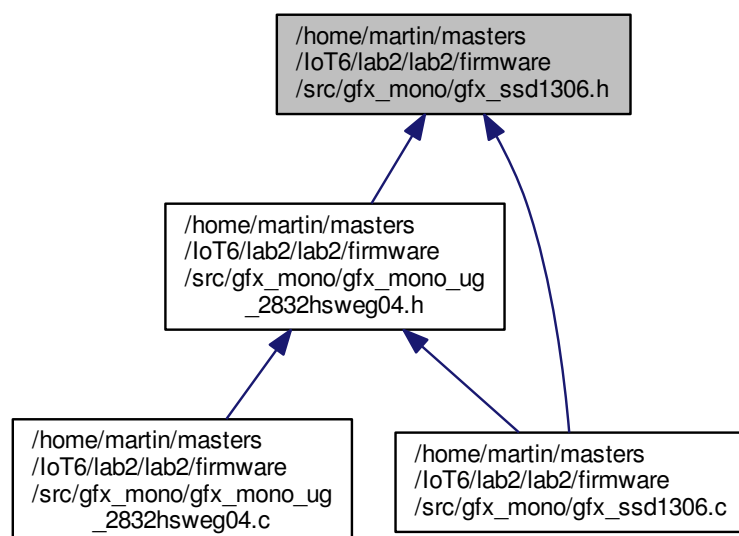 /home/martin/masters
/IoT6/lab2/lab2/firmware
/src/gfx_mono/gfx_ssd1306.h
/home/martin/masters
/IoT6/lab2/lab2/firmware
/src/gfx_mono/gfx_mono_ug
_2832hsweg04.h
/home/martin/masters
/IoT6/lab2/lab2/firmware
/src/gfx_mono/gfx_mono_ug
_2832hsweg04.c
/home/martin/masters
/IoT6/lab2/lab2/firmware
/src/gfx_mono/gfx_ssd1306.c